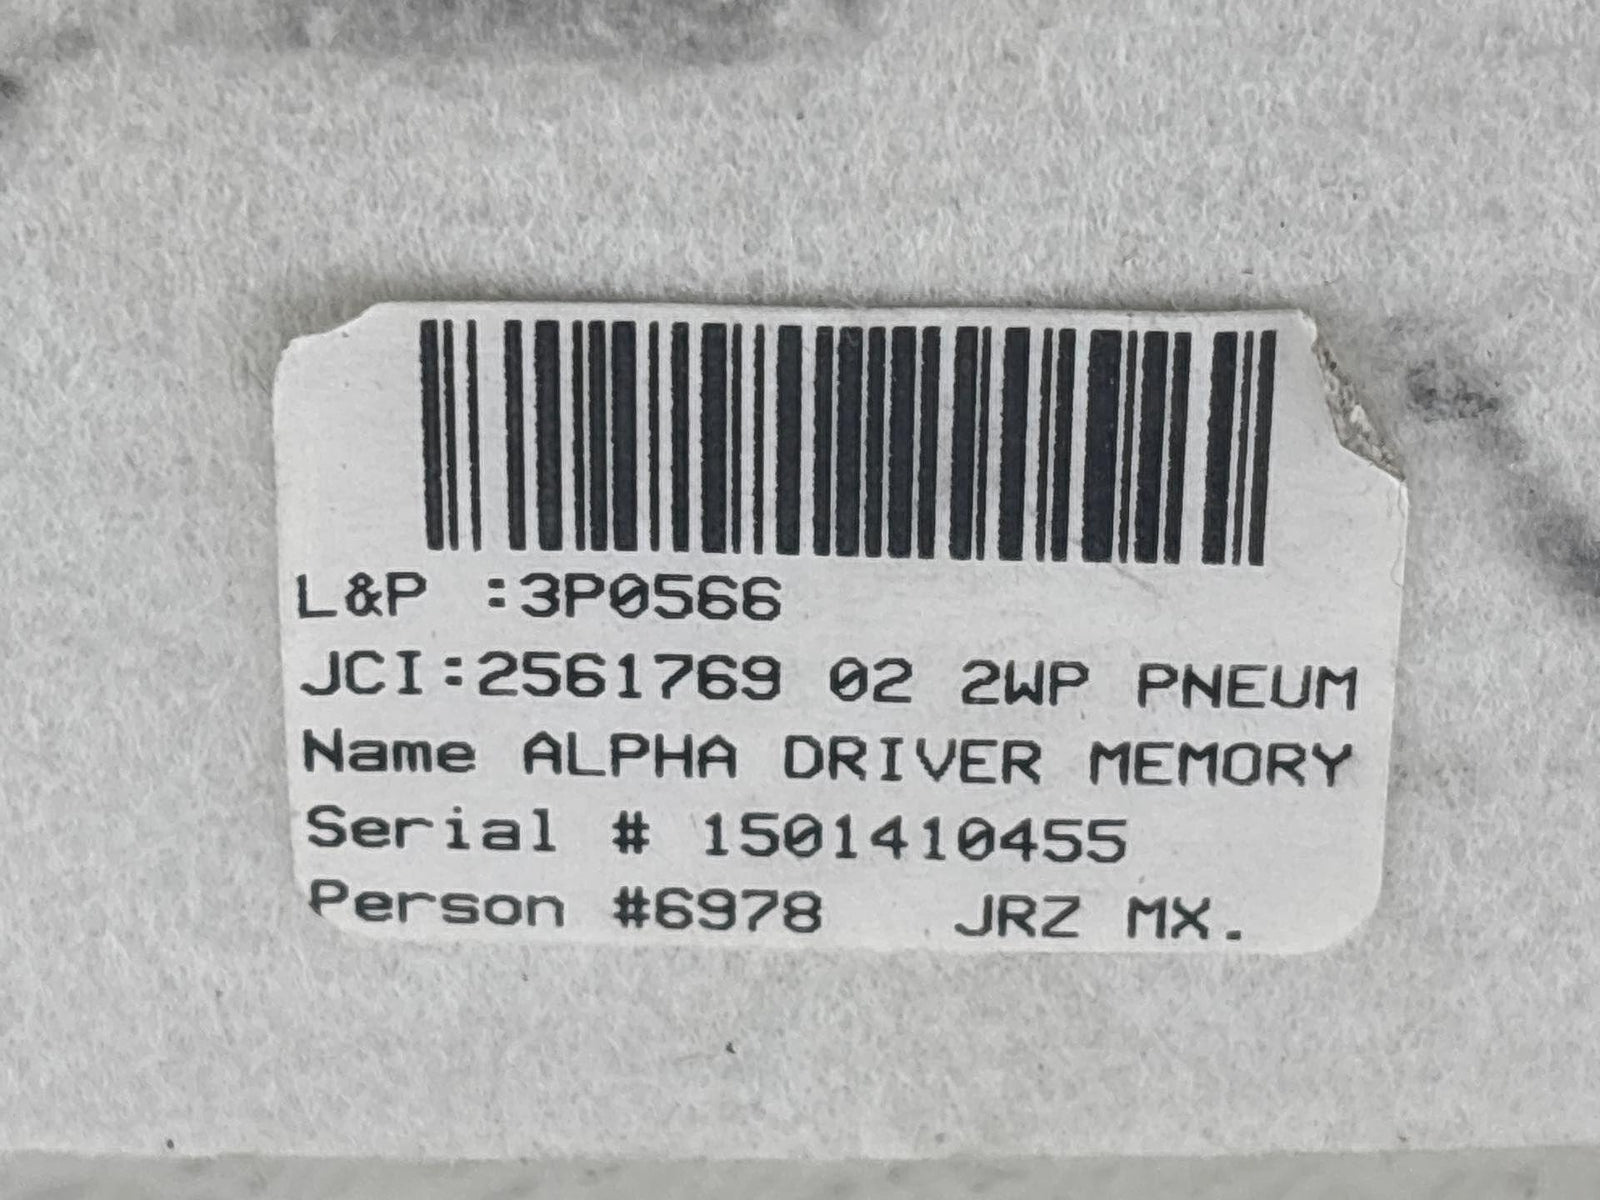 L&P :3P0566
JCI:2561769 02 2WP PNEUM
Name ALPHA DRIVER MEMORY
Serial # 1501410455
Person #6978 JRZ MX.